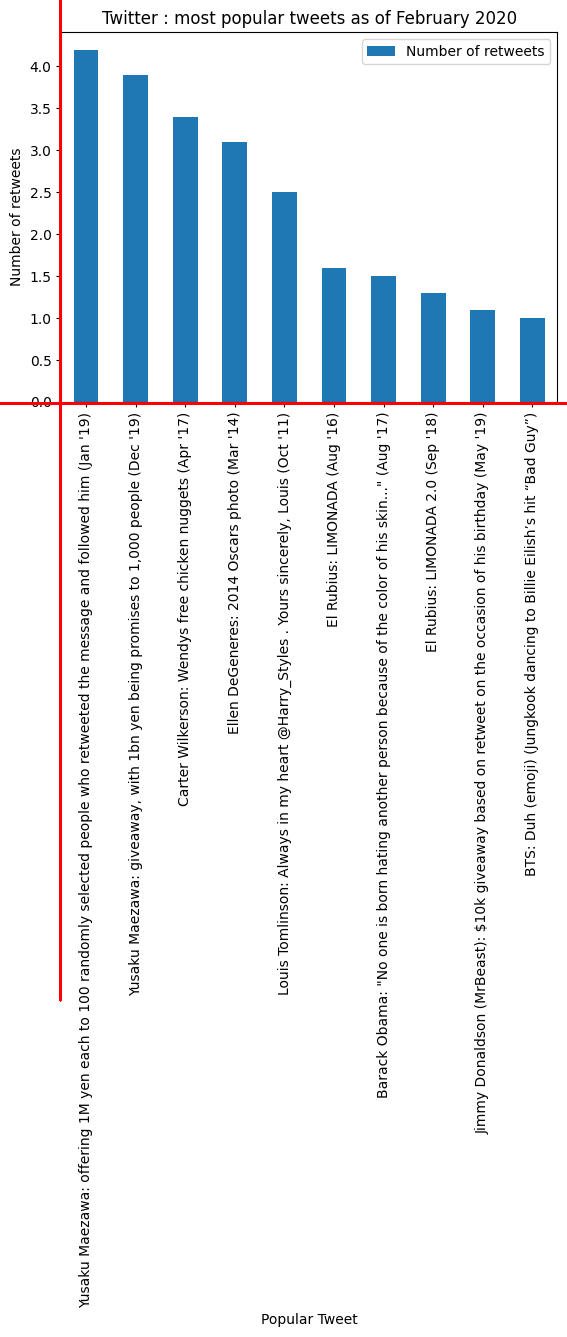 Twitter : most popular tweets as of February 2020
Number of retweets
Number of retweets
4.0
3.5
3.0
2.5
2.0
1.5
1.0
0.5
0.0
Yusaku Maezawa: offering 1M yen each to 100 randomly selected people who retweeted the message and followed him (Jan '19)
Yusaku Maezawa: giveaway, with 1bn yen being promises to 1,000 people (Dec '19)
Carter Wilkerson: Wendys free chicken nuggets (Apr '17)
Ellen DeGeneres: 2014 Oscars photo (Mar '14)
Louis Tomlinson: Always in my heart @Harry_Styles . Yours sincerely, Louis (Oct '11)
El Rubius: LIMONADA (Aug '16)
Barack Obama: "No one is born hating another person because of the color of his skin..." (Aug '17)
El Rubius: LIMONADA 2.0 (Sep '18)
Jimmy Donaldson (MrBeast): $10k giveaway based on retweet on the occasion of his birthday (May '19)
BTS: Duh (emoji) (Jungkook dancing to Billie Eilish’s hit “Bad Guy”)
Popular Tweet